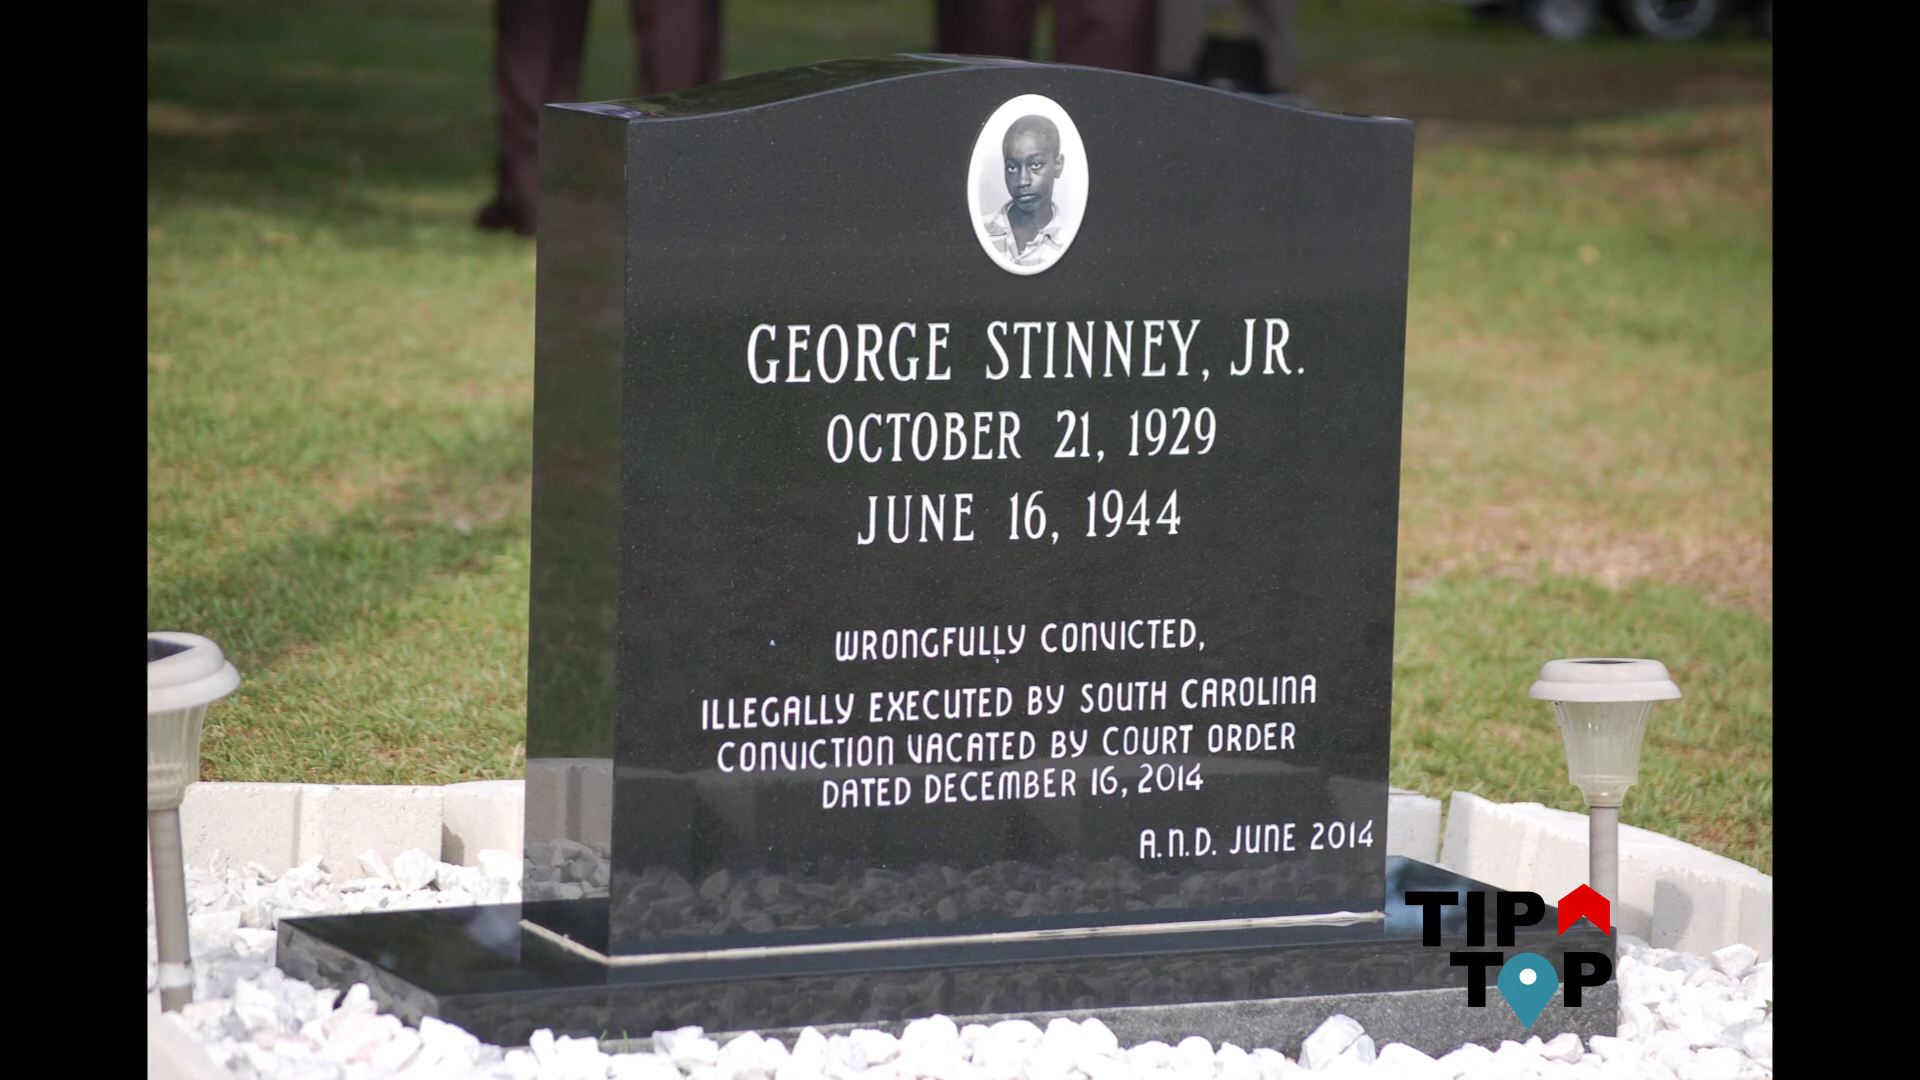 GEORGE STINNEY, JR.
OCTOBER 21, 1929
JUNE 16, 1944
WRONGFULLY CONVICTED,
ILLEGALLY EXECUTED BY SOUTH CAROLINA
CONVICTION VACATED BY COURT ORDER
DATED DECEMBER 16, 2014
A.N.D. JUNE 2014
TIP
TOP